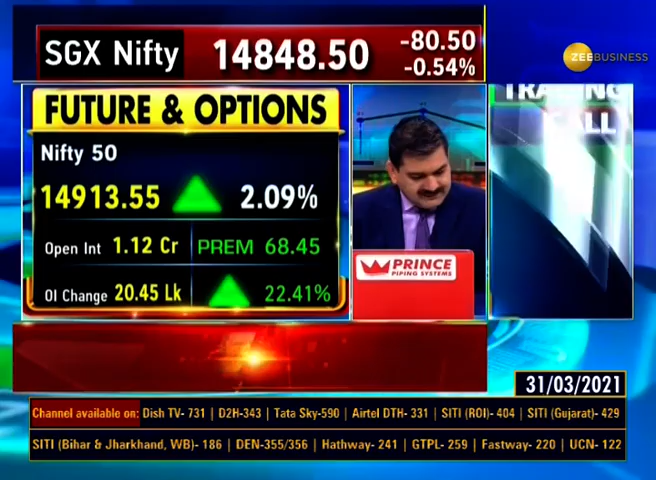 SGX Nifty 14848.50 -80.50
-0.54%
ZEEBUSINESS
FUTURE & OPTIONS
Nifty 50
14913.55 2.09%
Open Int 1.12 Cr PREM 68.45
OI Change 20.45 Lk 22.41%
PRINCE
PIPING SYSTEMS
TRADING
CALL
31/03/2021
Channel available on: Dish TV- 731 | D2H-343 | Tata Sky-590 | Airtel DTH- 331 | SITI (ROI)- 404 | SITI (Gujarat)- 429
SITI (Bihar & Jharkhand, WB)- 186 | DEN-355/356 | Hathway- 241 | GTPL- 259 | Fastway- 220 | UCN- 122